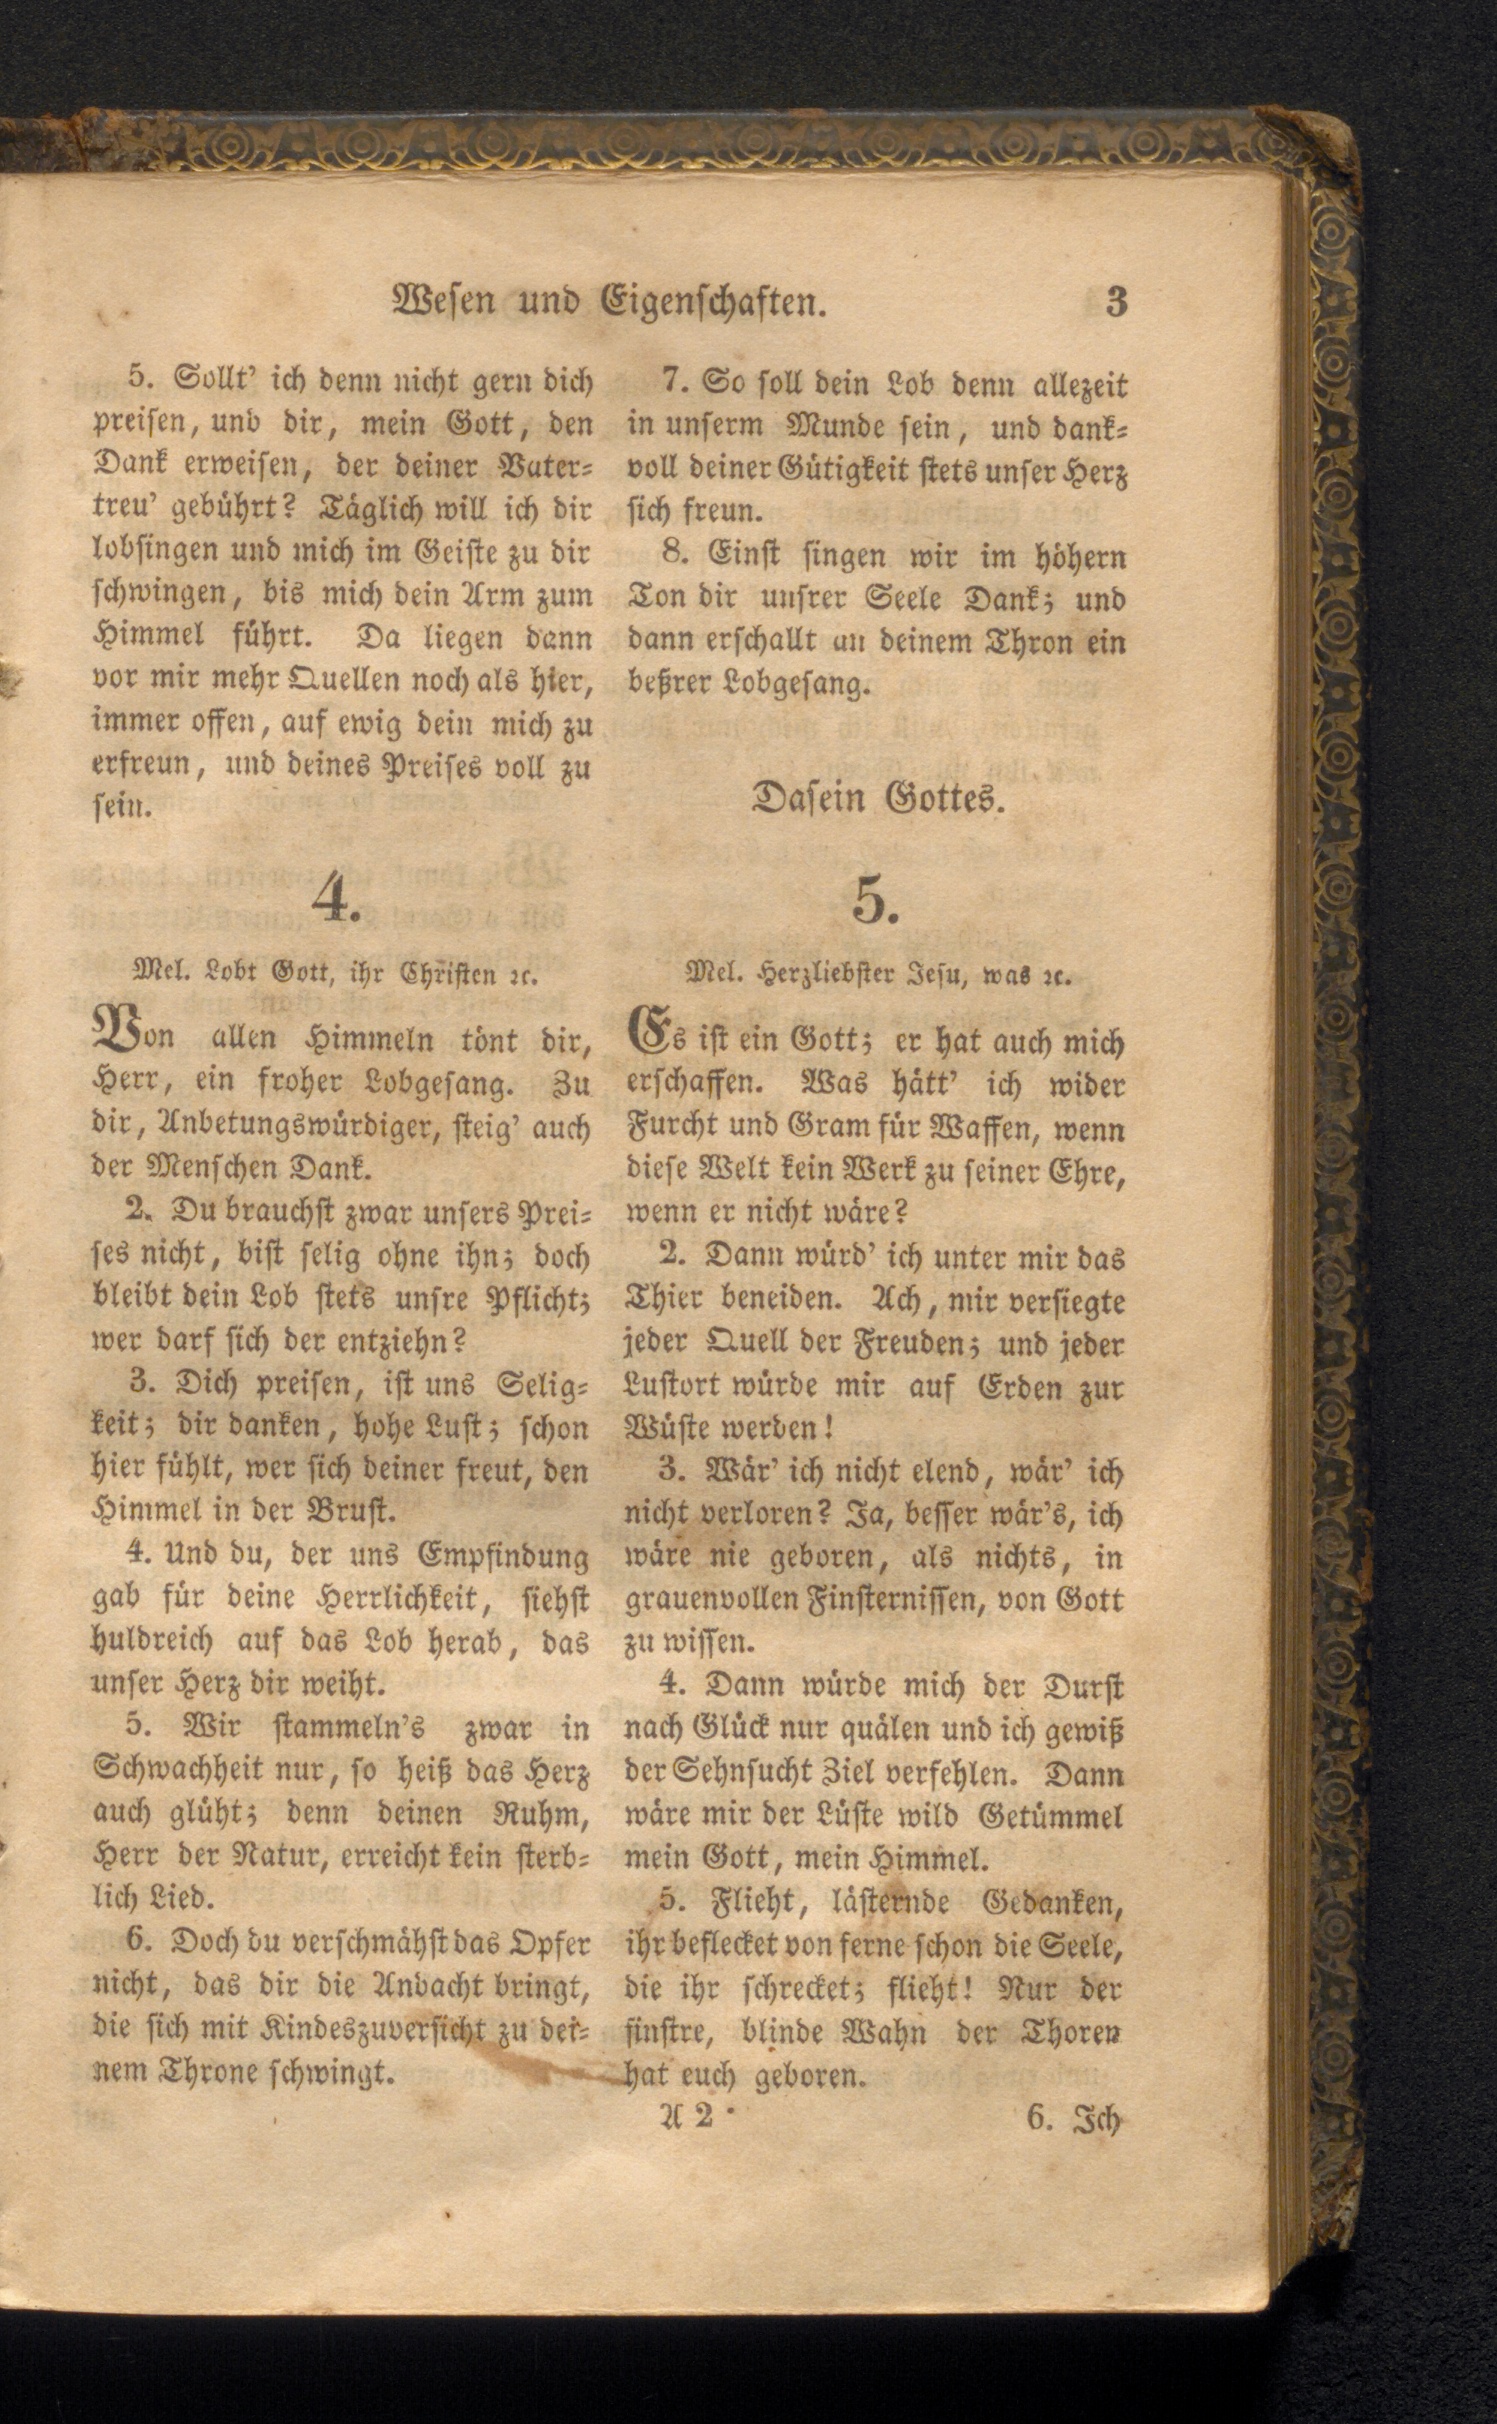 Wesen und Eigenschaften. 3
5. Sollt' ich denn nicht gern dich
preisen, und dir, mein Gott, den
Dank erweisen, der deiner Vater-
treu' gebührt? Täglich will ich dir
lobsingen und mich im Geiste zu dir
schwingen, bis mich dein Arm zum
Himmel führt. Da liegen dann
vor mir mehr Quellen noch als hier,
immer offen, auf ewig dein mich zu
erfreun, und deines Preises voll zu
sein.
4.
Mel. Lobt Gott, ihr Christen ꝛc.
Von allen Himmeln tönt dir,
Herr, ein froher Lobgesang. Zu
dir, Anbetungswürdiger, steig' auch
der Menschen Dank.
2. Du brauchst zwar unsers Prei-
ses nicht, bist selig ohne ihn; doch
bleibt dein Lob stets unsre Pflicht;
wer darf sich der entziehn?
3. Dich preisen, ist uns Selig-
keit; dir danken, hohe Lust; schon
hier fühlt, wer sich deiner freut, den
Himmel in der Brust.
4. Und du, der uns Empfindung
gab für deine Herrlichkeit, siehst
huldreich auf das Lob herab, das
unser Herz dir weiht.
5. Wir stammeln's zwar in
Schwachheit nur, so heiß das Herz
auch glüht; denn deinen Ruhm,
Herr der Natur, erreicht kein sterb-
lich Lied.
6. Doch du verschmähst das Opfer
nicht, das dir die Andacht bringt,
die sich mit Kindeszuversicht zu dei-
nem Throne schwingt.
7. So soll dein Lob denn allezeit
in unserm Munde sein, und dank-
voll deiner Gütigkeit stets unser Herz
sich freun.
8. Einst singen wir im höhern
Ton dir unsrer Seele Dank; und
dann erschallt an deinem Thron ein
beßrer Lobgesang.
Dasein Gottes.
5.
Mel. Herzliebster Jesu, was ꝛc.
Es ist ein Gott; er hat auch mich
erschaffen. Was hätt' ich wider
Furcht und Gram für Waffen, wenn
diese Welt kein Werk zu seiner Ehre,
wenn er nicht wäre?
2. Dann würd' ich unter mir das
Thier beneiden. Ach, mir versiegte
jeder Quell der Freuden; und jeder
Lustort würde mir auf Erden zur
Wüste werden!
3. Wär' ich nicht elend, wär' ich
nicht verloren? Ja, besser wär's, ich
wäre nie geboren, als nichts, in
grauenvollen Finsternissen, von Gott
zu wissen.
4. Dann würde mich der Durst
nach Glück nur quälen und ich gewiß
der Sehnsucht Ziel verfehlen. Dann
wäre mir der Lüste wild Getümmel
mein Gott, mein Himmel.
5. Flieht, lästernde Gedanken,
ihr beflecket von ferne schon die Seele,
die ihr schrecket; flieht! Nur der
finstre, blinde Wahn der Thoren
hat euch geboren.
A 2 6. Ich